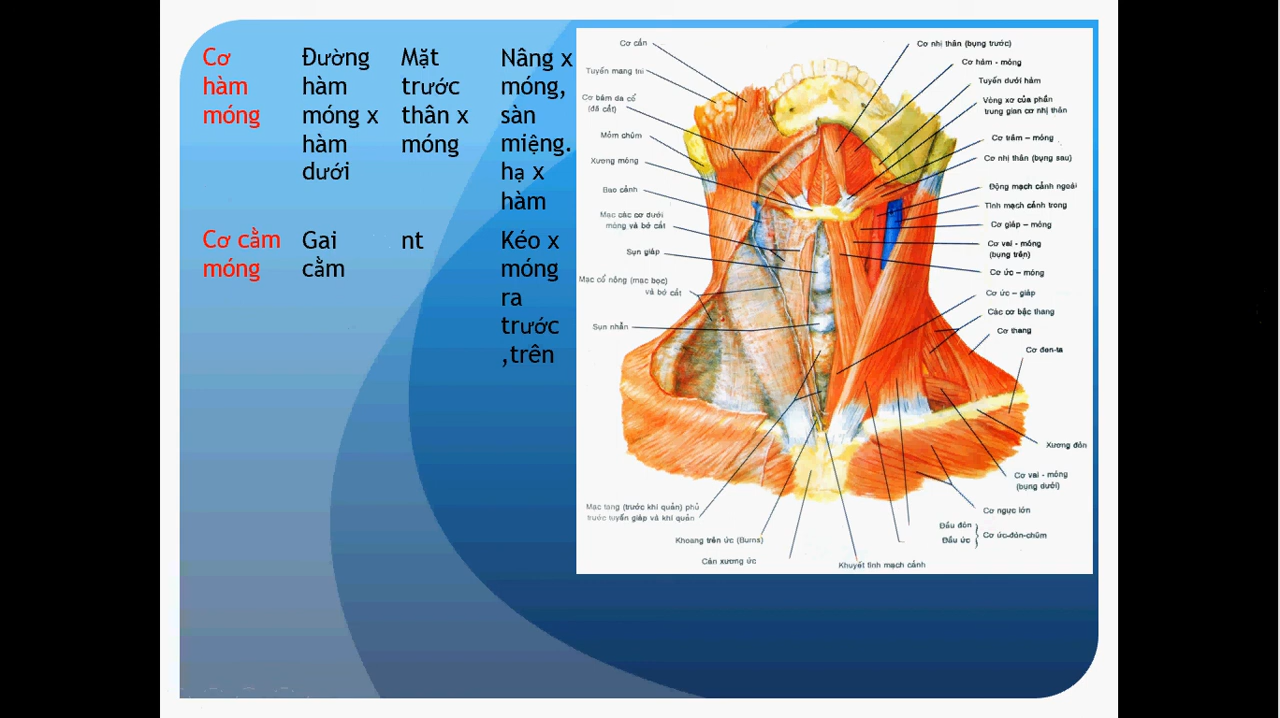 Cơ
hàm
móng
Đường
hàm
móng x
hàm
dưới
Mặt
trước
thân x
móng
Nâng x
móng,
sàn
miệng.
hạ x
hàm
Cơ cằm
móng
Gai
cằm
nt
Kéo x
móng
ra
trước
,trên
Cơ cắn
Tuyến mang tai
Cơ bám da cổ
(đã cắt)
Mỏm chũm
Xương móng
Bao cảnh
Mạc các cơ dưới
móng và bờ cắt
Sụn giáp
Mạc cổ nông (mạc bọc)
và bờ cắt
Sụn nhẫn
Mạc tạng (trước khí quản) phủ
trước tuyến giáp và khí quản
Khoang trên ức (Burns)
Cán xương ức
Khuyết tĩnh mạch cảnh
Cơ nhị thân (bụng trước)
Cơ hàm - móng
Tuyến dưới hàm
Vòng xơ của phần
trung gian cơ nhị thân
Cơ trâm – móng
Cơ nhị thân (bụng sau)
Động mạch cảnh ngoài
Tĩnh mạch cảnh trong
Cơ giáp – móng
Cơ vai - móng
(bụng trên)
Cơ ức – móng
Cơ ức – giáp
Các cơ bậc thang
Cơ thang
Cơ đen-ta
Xương đòn
Cơ vai - móng
(bụng dưới)
Cơ ngực lớn
Đầu đòn
Đầu ức
Cơ ức-đòn-chũm